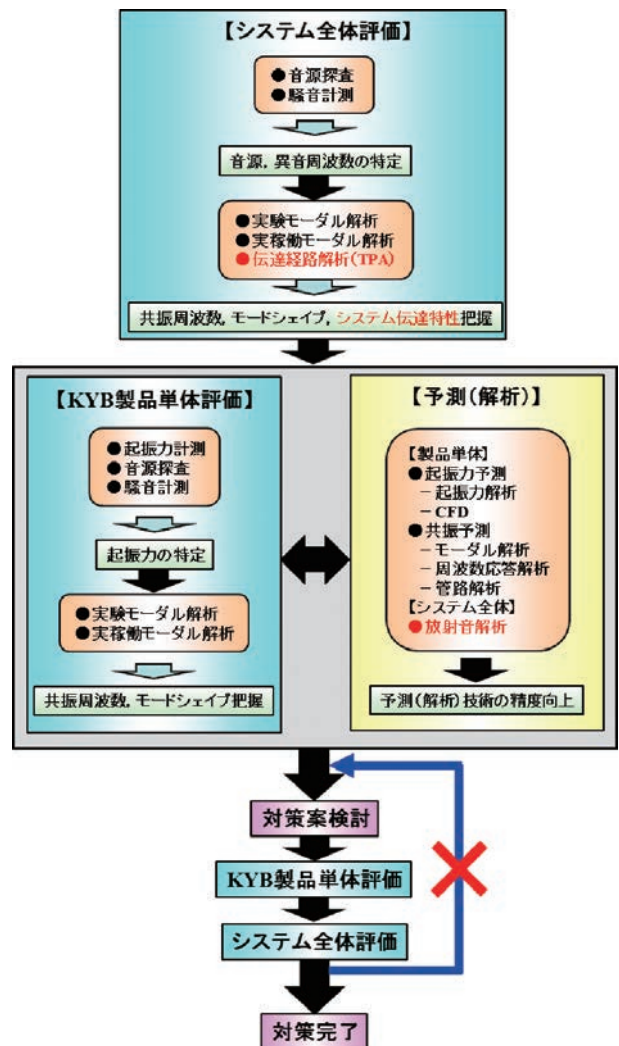 【システム全体評価】
●音源探査
●騒音計測
音源，異音周波数の特定
●実験モーダル解析
●実稼働モーダル解析
●伝達経路解析(TPA)
共振周波数，モードシェイプ，システム伝達特性把握
【KYB製品単体評価】
●起振力計測
●音源探査
●騒音計測
起振力の特定
●実験モーダル解析
●実稼働モーダル解析
共振周波数，モードシェイプ把握
【予測(解析)】
【製品単体】
●起振力予測
－起振力解析
－CFD
●共振予測
－モーダル解析
－周波数応答解析
－管路解析
【システム全体】
●放射音解析
予測(解析)技術の精度向上
対策案検討
KYB製品単体評価
システム全体評価
対策完了